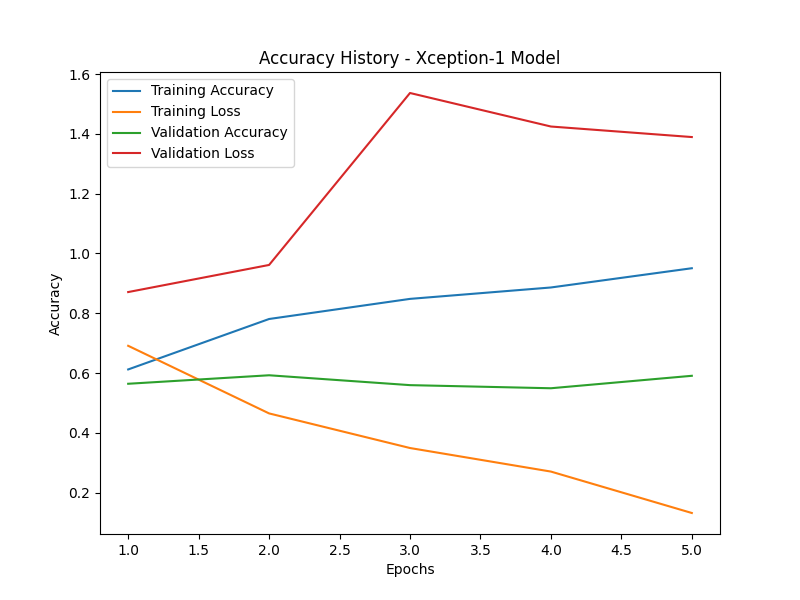 Accuracy History - Xception-1 Model
Training Accuracy
Training Loss
Validation Accuracy
Validation Loss
1.6
1.4
1.2
1.0
0.8
0.6
0.4
0.2
Accuracy
1.0 1.5 2.0 2.5 3.0 3.5 4.0 4.5 5.0
Epochs